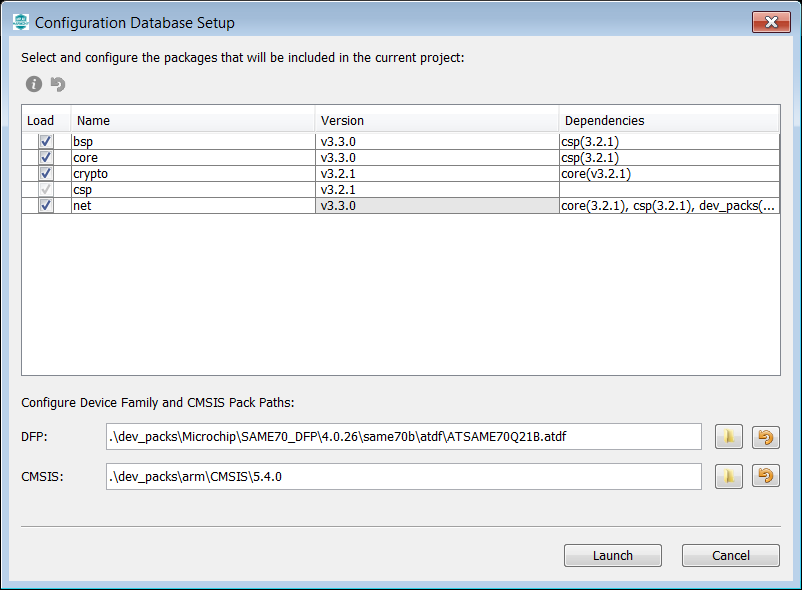 Configuration Database Setup
Select and configure the packages that will be included in the current project:
Load Name Version Dependencies
bsp v3.3.0 csp(3.2.1)
core v3.3.0 csp(3.2.1)
crypto v3.2.1 core(v3.2.1)
csp v3.2.1
net v3.3.0 core(3.2.1), csp(3.2.1), dev_packs(...
Configure Device Family and CMSIS Pack Paths:
DFP: .\dev_packs\Microchip\SAME70_DFP\4.0.26\same70b\atdf\ATSAME70Q21B.atdf
CMSIS: .\dev_packs\arm\CMSIS\5.4.0
Launch Cancel